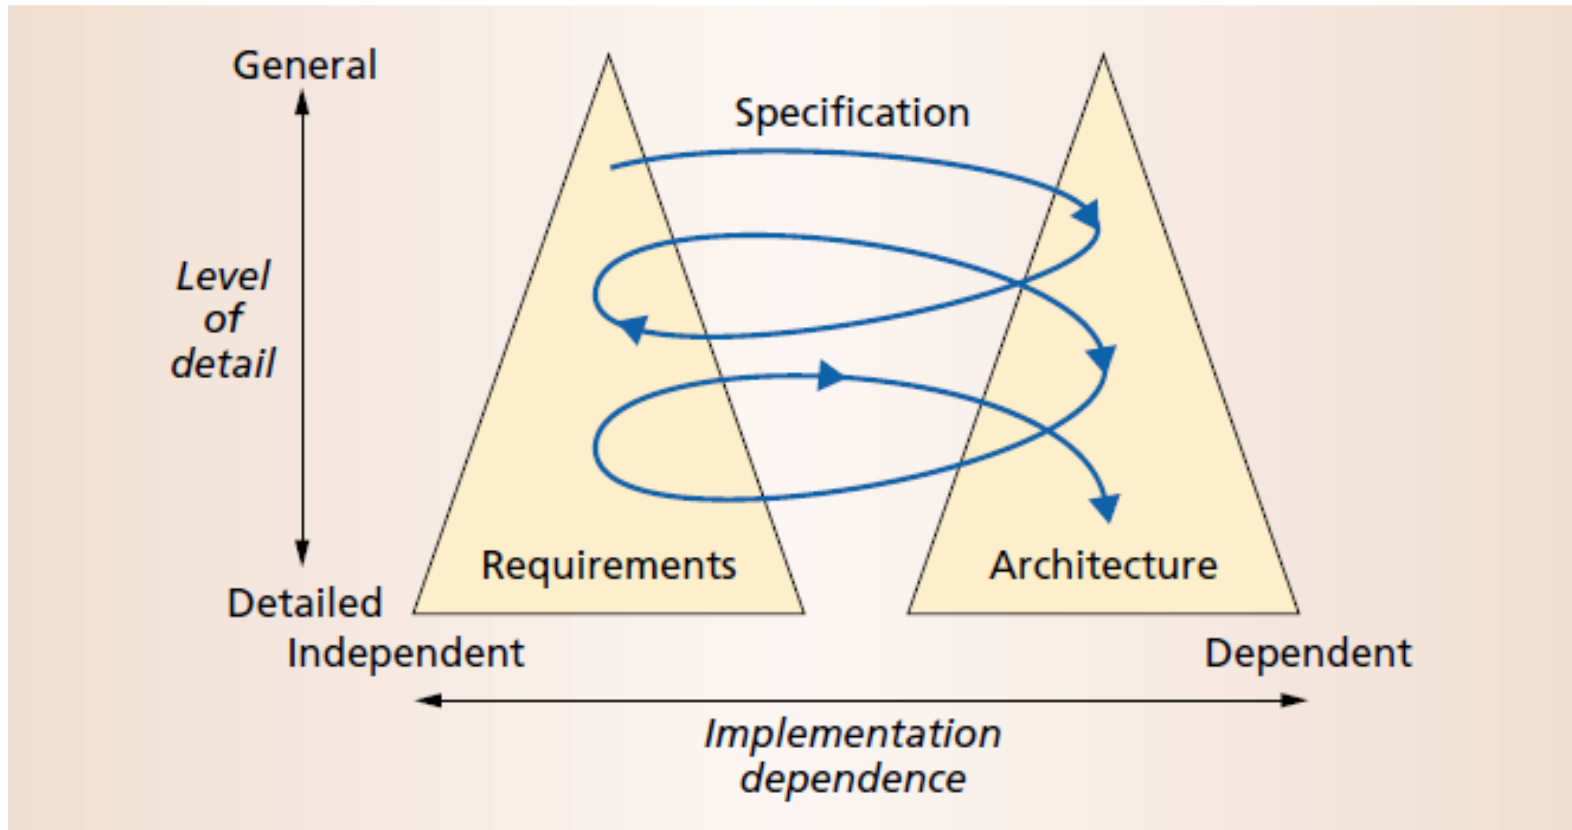 General
Specification
Level
of
detail
Requirements
Architecture
Detailed
Independent
Dependent
Implementation
dependence